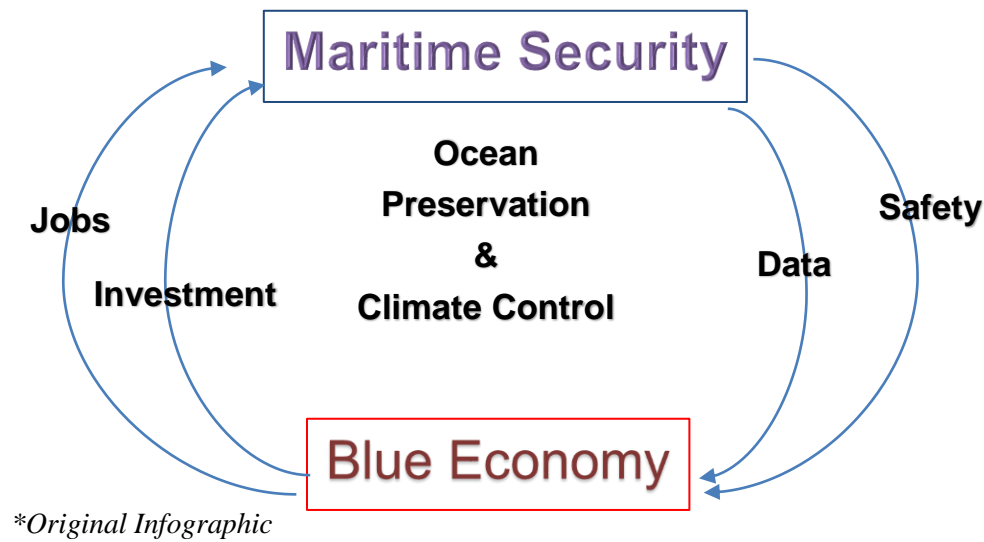 Maritime Security
Ocean
Preservation
&
Climate Control
Jobs
Investment
Data
Safety
Blue Economy
*Original Infographic